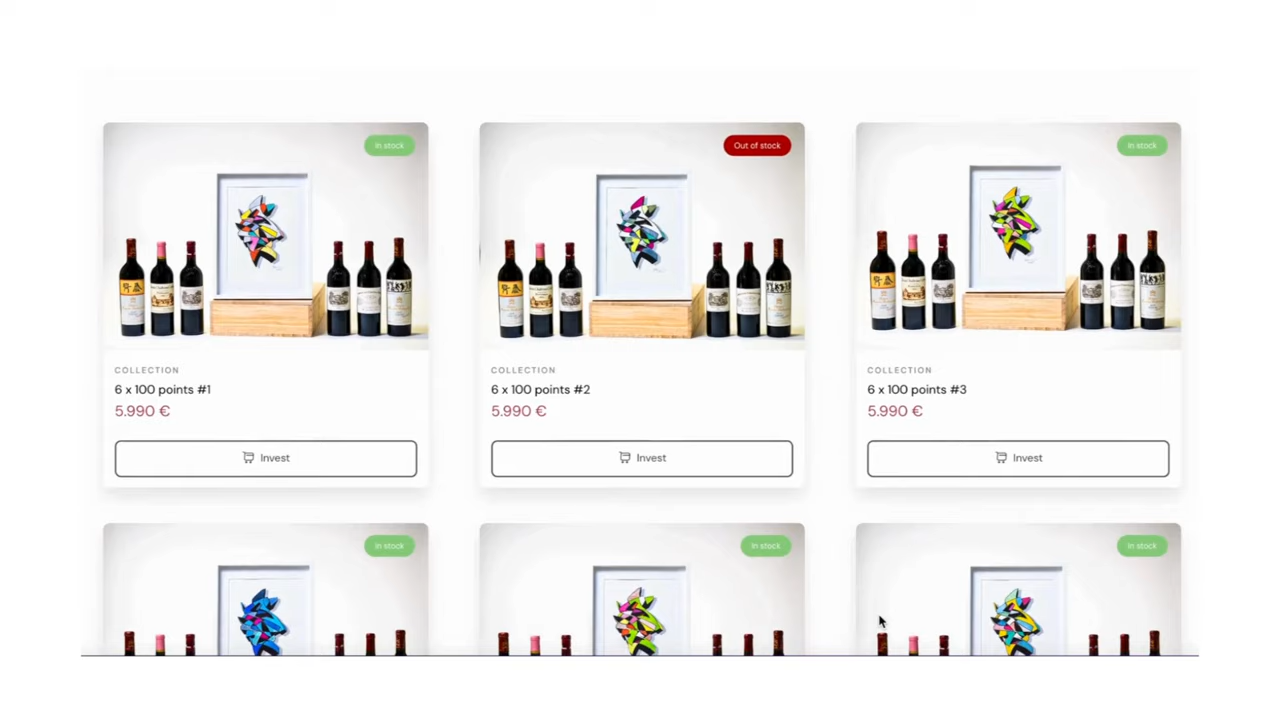 In stock
Out of stock
In stock
COLLECTION
6 x 100 points #1
5.990 €
Invest
COLLECTION
6 x 100 points #2
5.990 €
Invest
COLLECTION
6 x 100 points #3
5.990 €
Invest
In stock
In stock
In stock